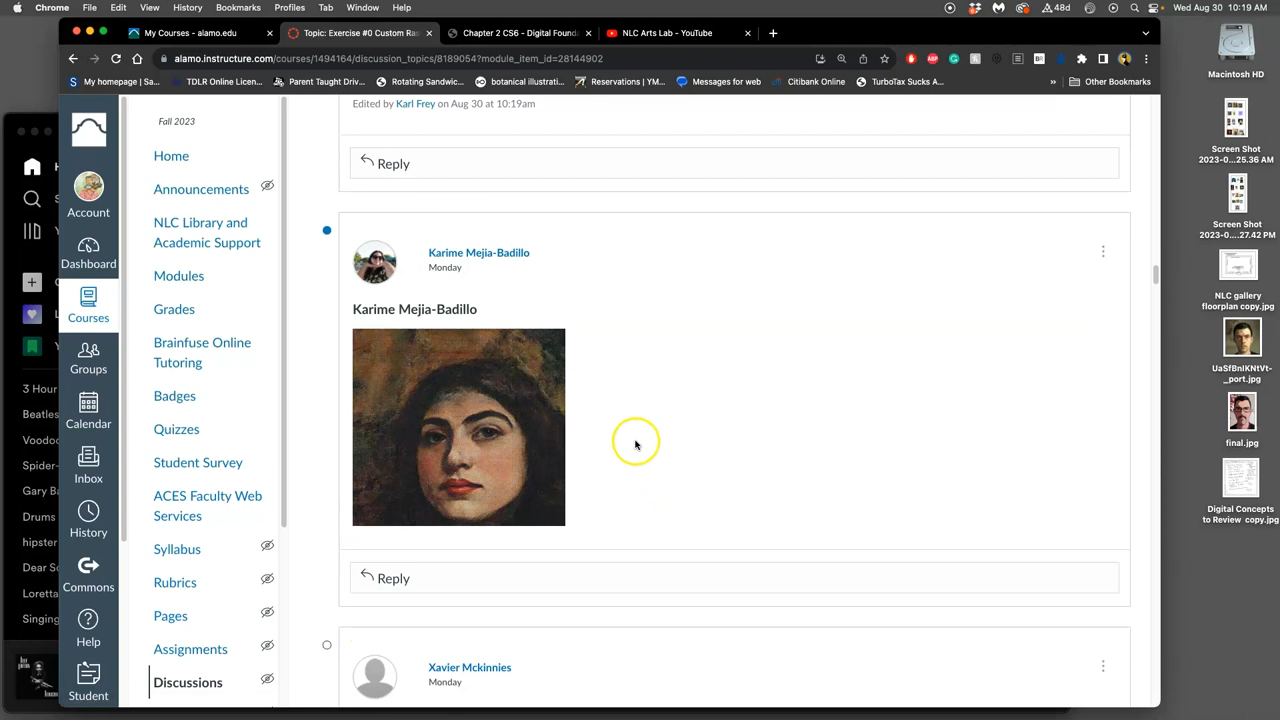 Chrome File Edit View History Bookmarks Profiles Tab Window Help
48d
Wed Aug 30 10:19 AM
My Courses - alamo.edu
Topic: Exercise #0 Custom Ras
Chapter 2 CS6 - Digital Founda
NLC Arts Lab - YouTube
alamo.instructure.com/courses/1494164/discussion_topics/8189054?module_item_id=28144902
My homepage (Sa...
TDLR Online Licen...
Parent Taught Driv...
Rotating Swandwic...
botanical illustrati...
Reservations | YM...
Messages for web
Citibank Online
TurboTax Sucks A...
»
Other Bookmarks
Fall 2023
Home
Announcements
NLC Library and
Academic Support
Modules
Grades
Brainfuse Online
Tutoring
Badges
Quizzes
Student Survey
ACES Faculty Web
Services
Syllabus
Rubrics
Pages
Assignments
Discussions
Account
Dashboard
Courses
Groups
Calendar
Inbox
History
Commons
Help
Student
Edited by Karl Frey on Aug 30 at 10:19am
Reply
Karime Mejia-Badillo
Monday
Karime Mejia-Badillo
Reply
Xavier Mckinnies
Monday
3 Hour
Beatles
Voodoo
Spider-
Gary Ba
Drums
hipster
Dear So
Loretta
Singing
Macintosh HD
Screen Shot
2023-0...25.36 AM
Screen Shot
2023-0....27.42 PM
NLC gallery
floorplan copy.jpg
UaSfBnIKNtVt-
_port.jpg
final.jpg
Digital Concepts
to Review copy.jpg